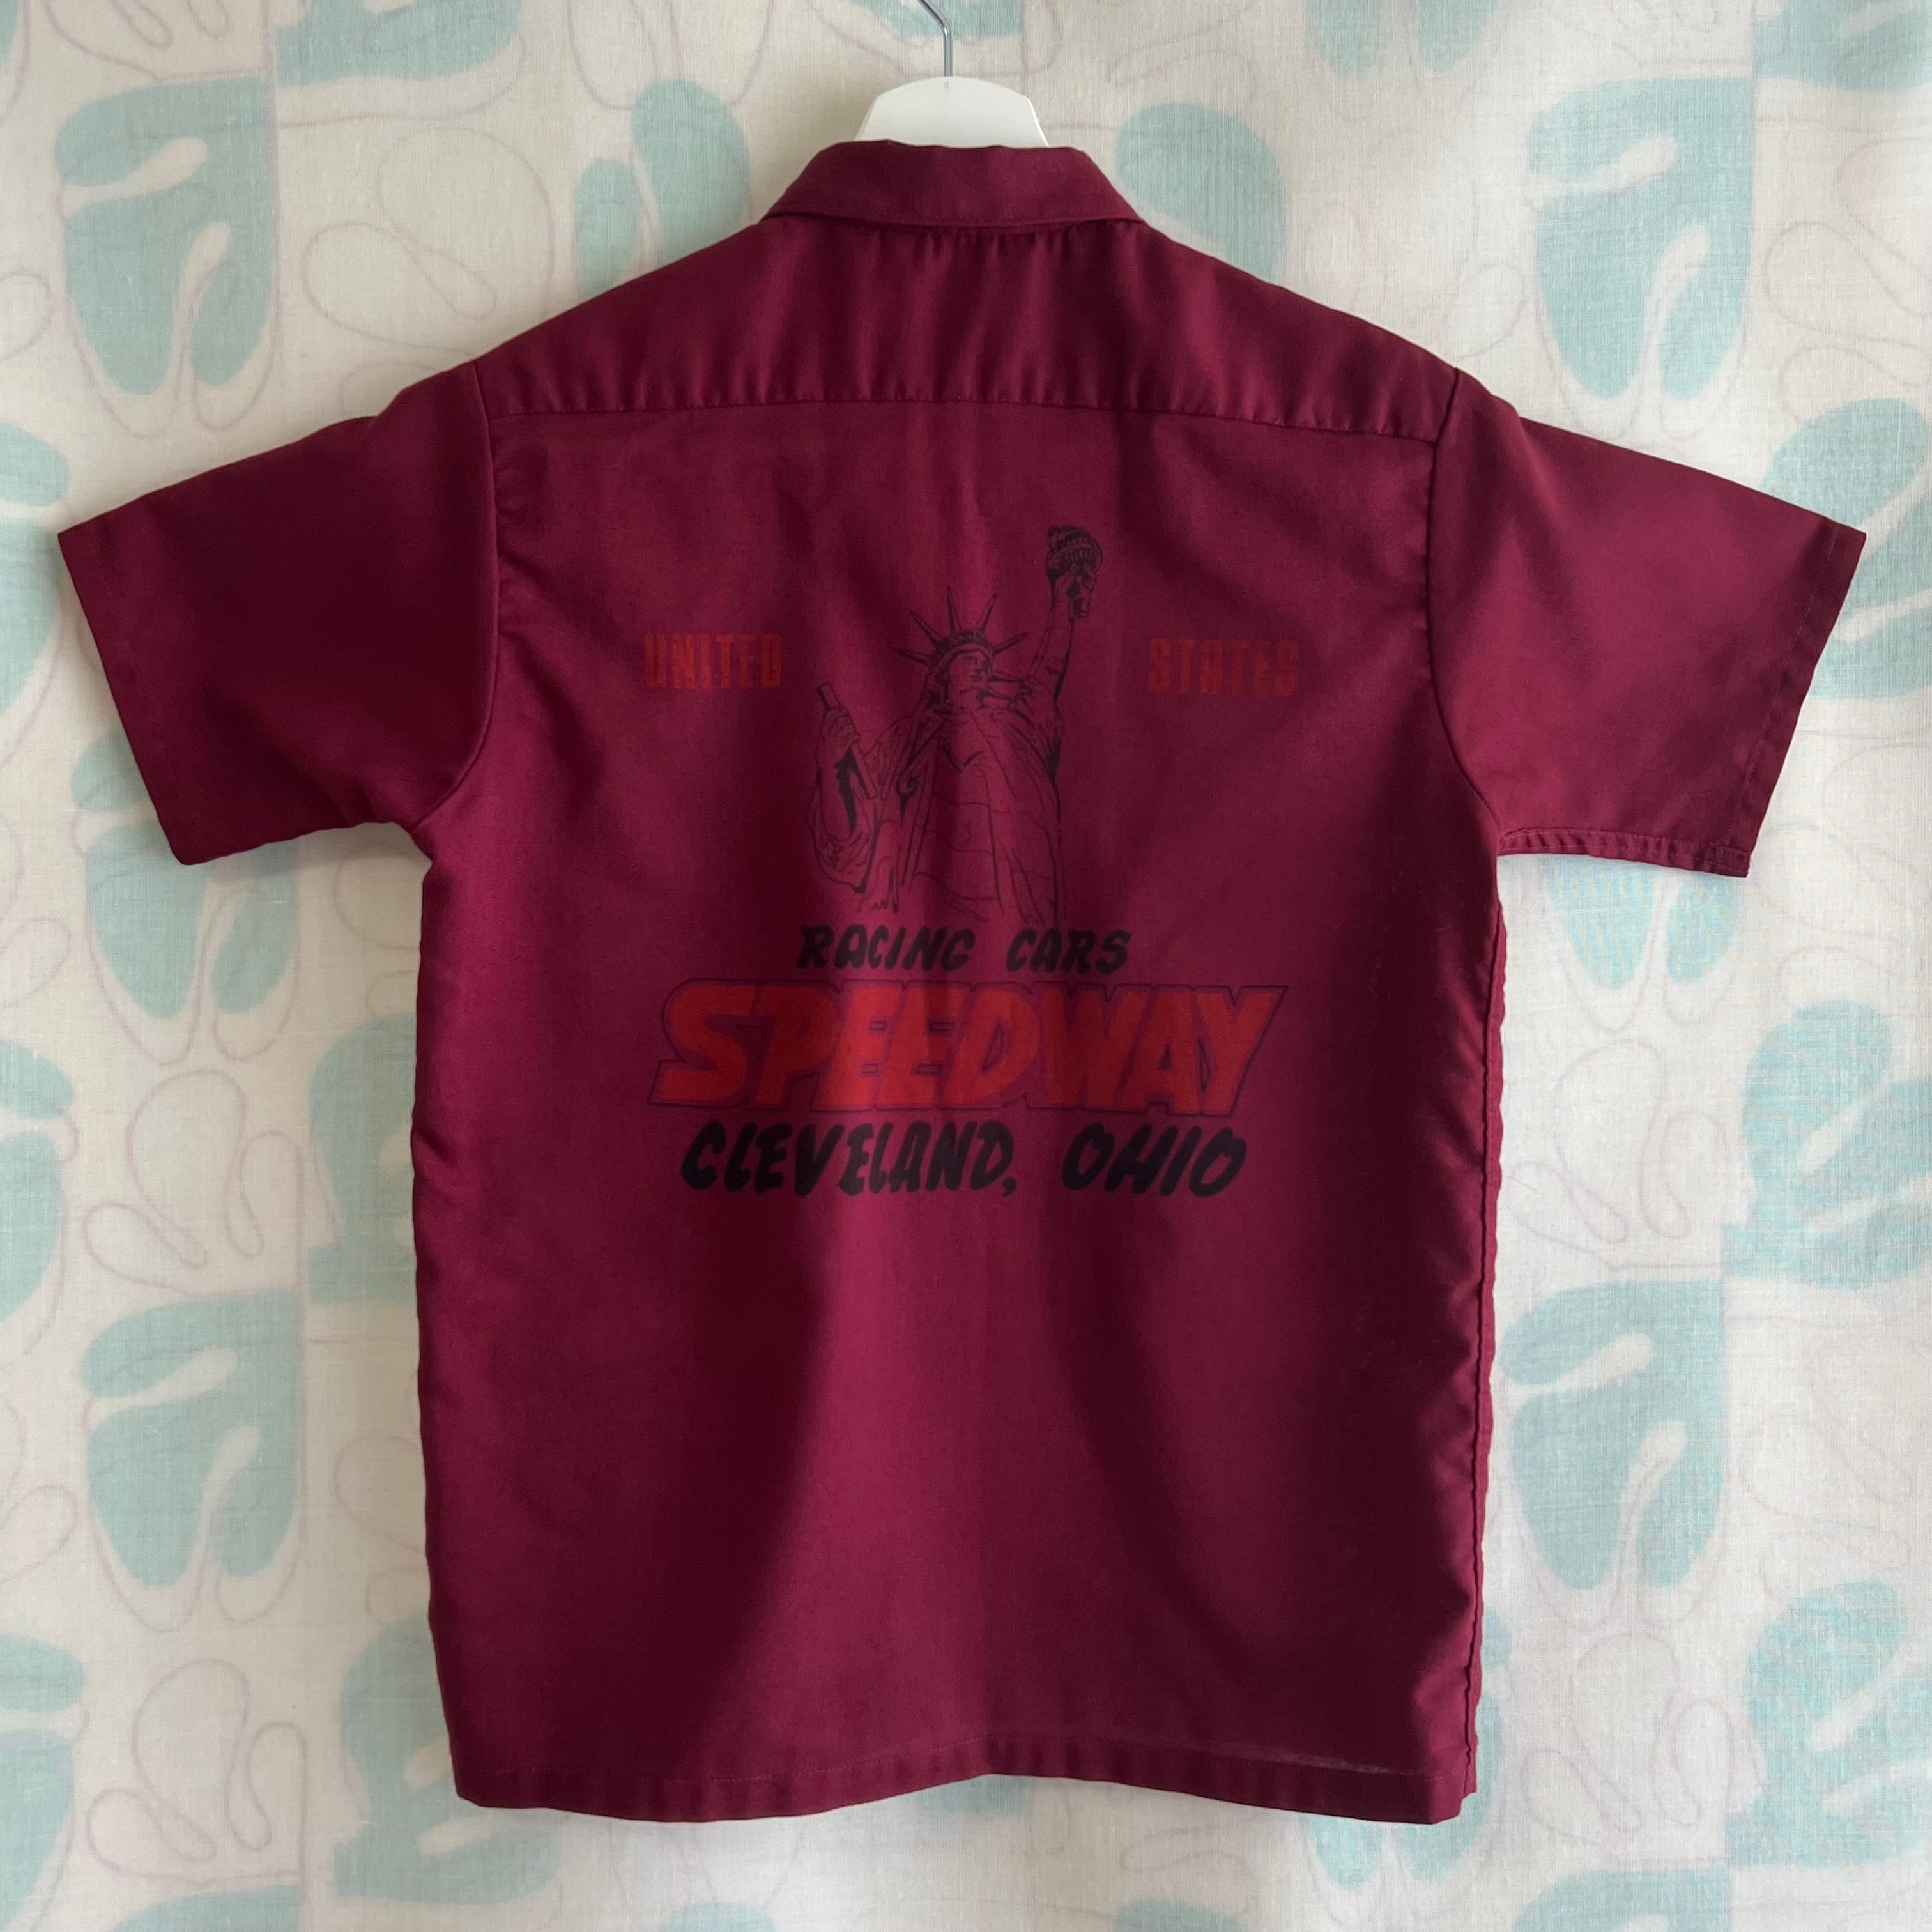 UNITED STATES
RACING CARS
SPEEDWAY
CLEVELAND, OHIO